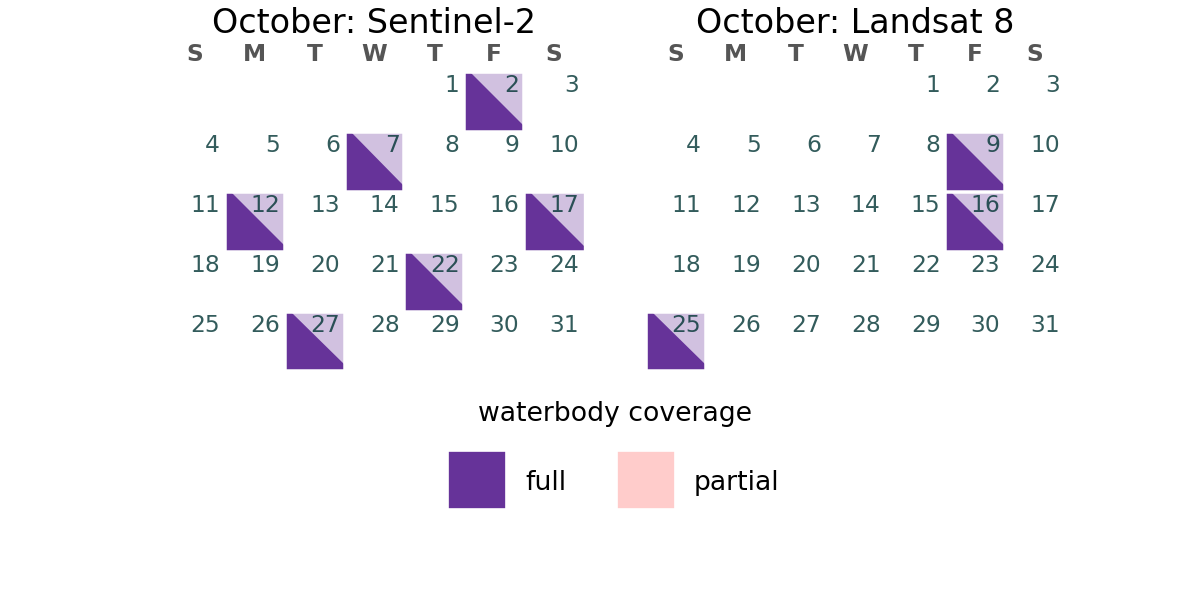 October: Sentinel-2
S M T W T F S
1 2 3
4 5 6 7 8 9 10
11 12 13 14 15 16 17
18 19 20 21 22 23 24
25 26 27 28 29 30 31
October: Landsat 8
S M T W T F S
1 2 3
4 5 6 7 8 9 10
11 12 13 14 15 16 17
18 19 20 21 22 23 24
25 26 27 28 29 30 31
waterbody coverage
full partial